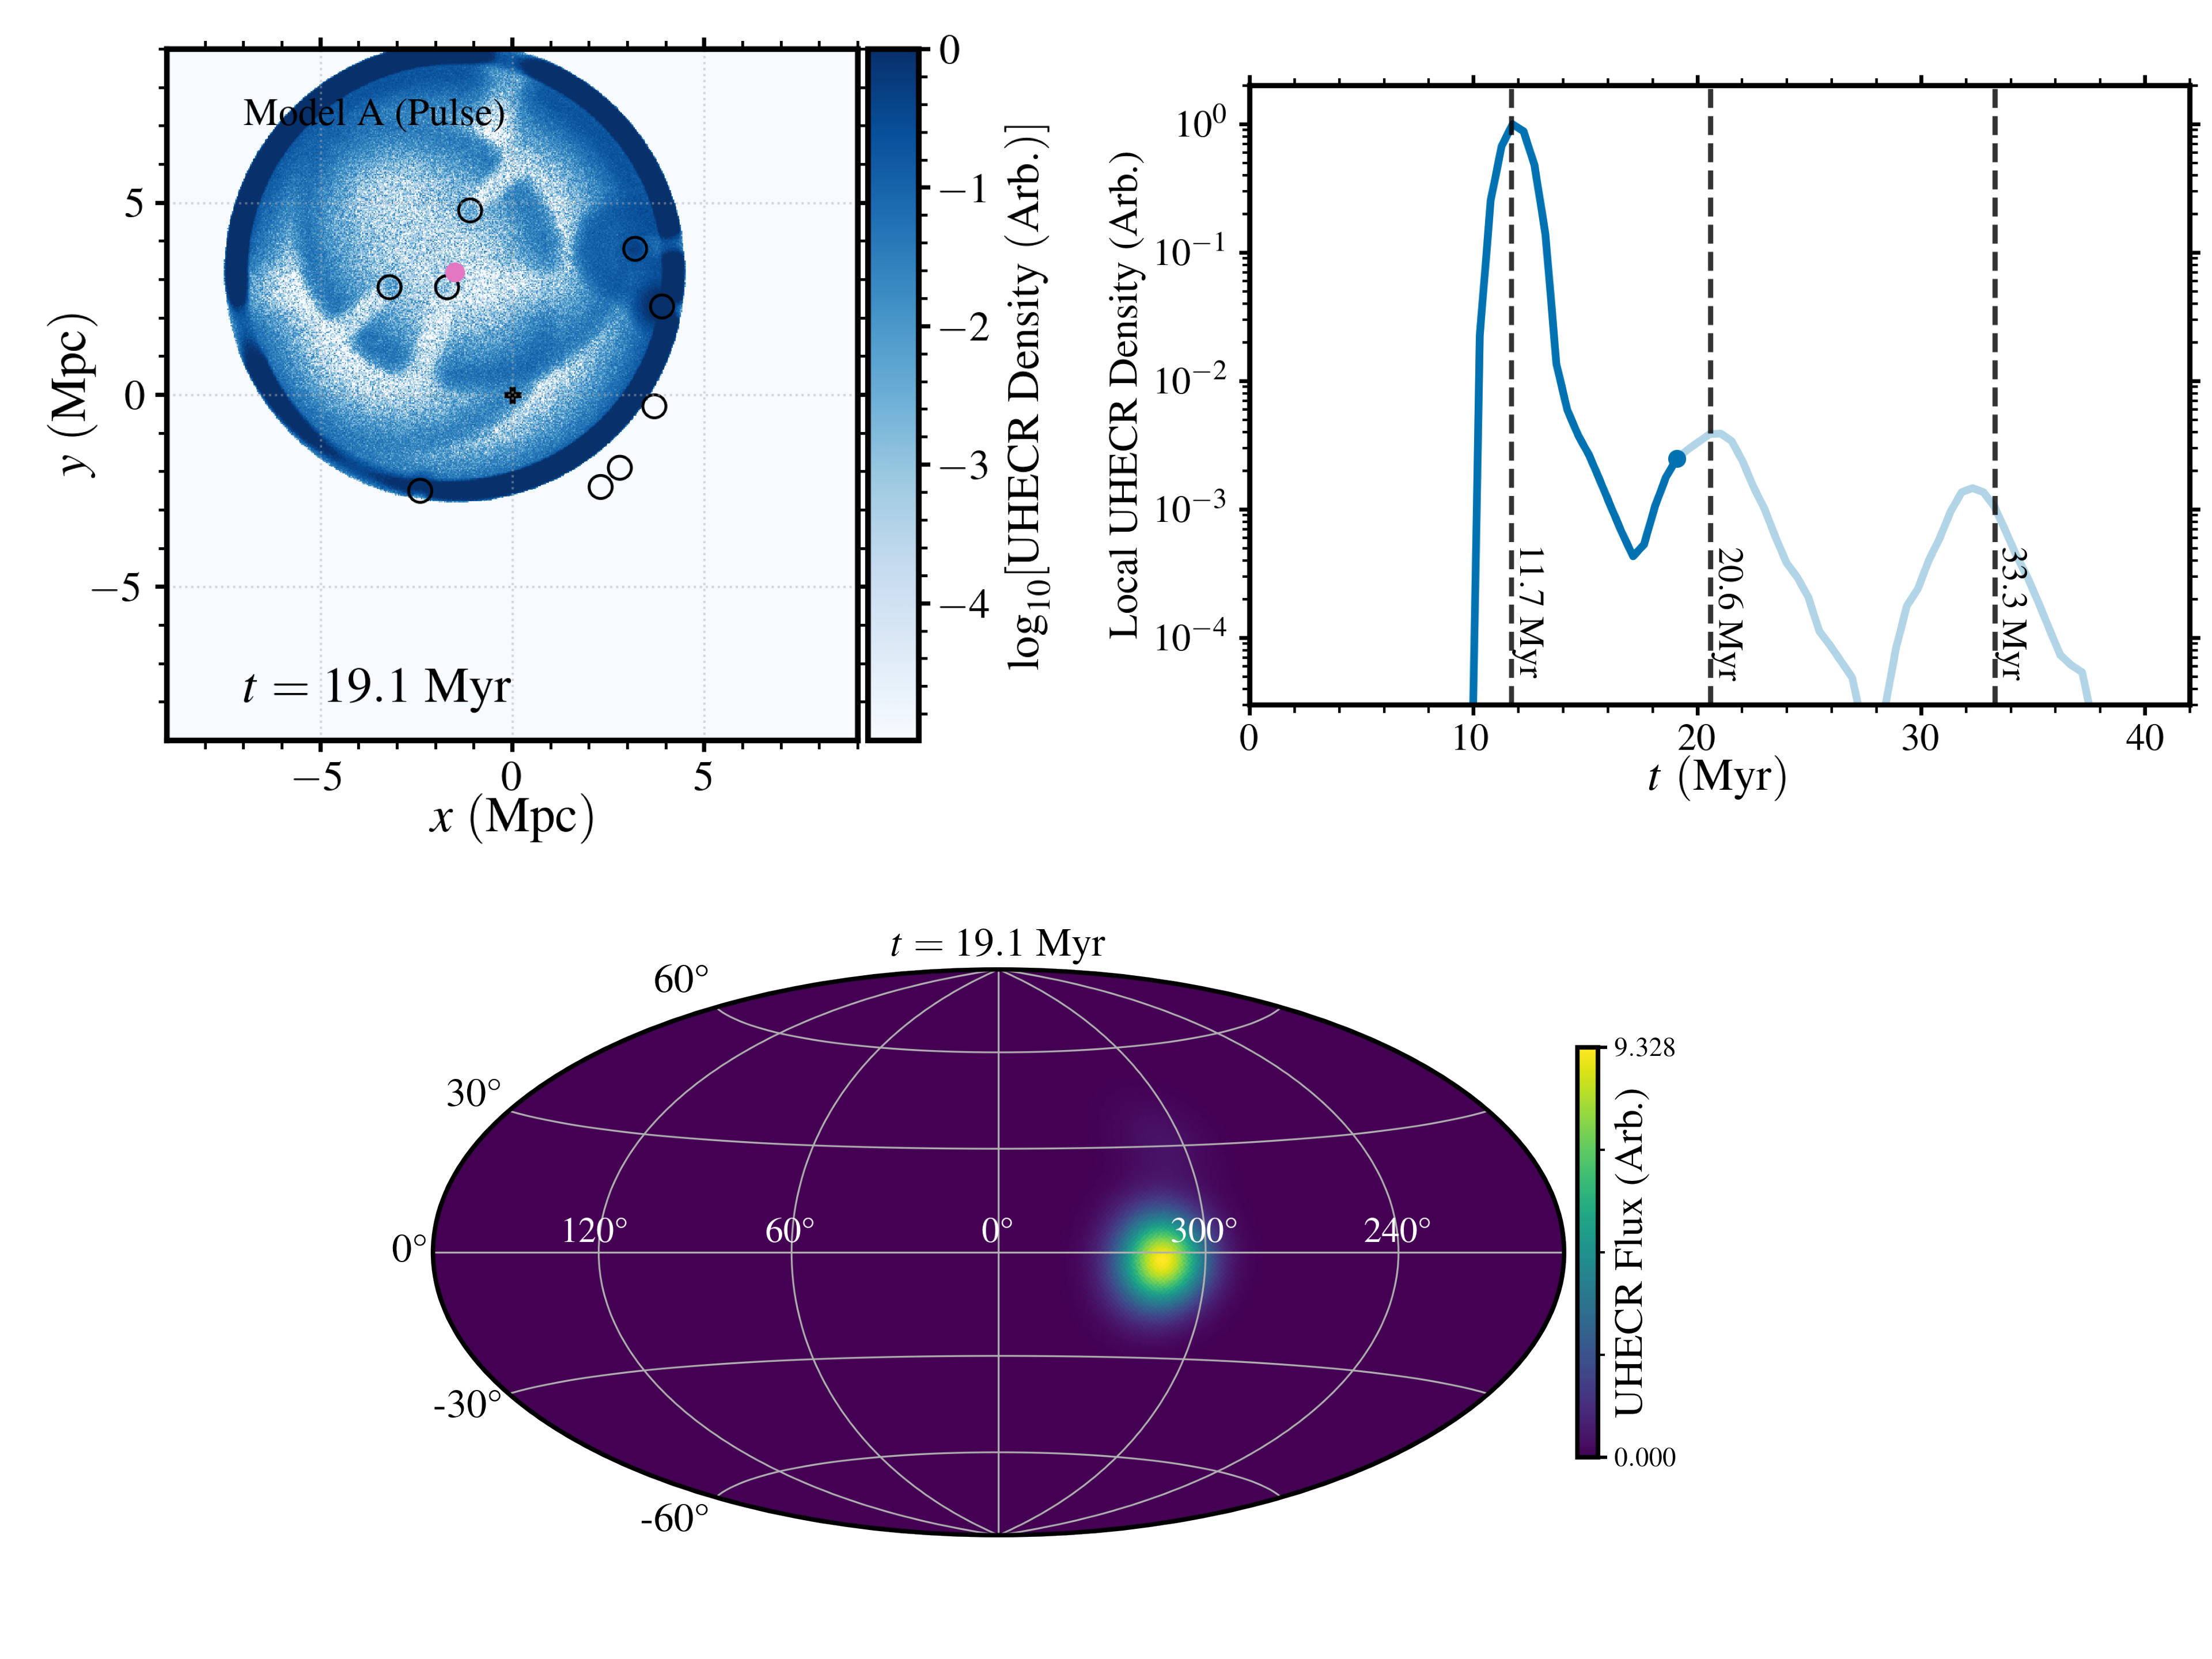 Model A (Pulse)
t = 19.1 Myr
5
0
−5
y (Mpc)
−5
0
5
x (Mpc)
0
−1
−2
−3
−4
log10[UHECR Density (Arb.)]
10^0
10^−1
10^−2
10^−3
10^−4
Local UHECR Density (Arb.)
11.7 Myr
20.6 Myr
33.3 Myr
0
10
20
30
40
t (Myr)
t = 19.1 Myr
60°
30°
0°
-30°
-60°
120°
60°
0°
300°
240°
9.328
0.000
UHECR Flux (Arb.)